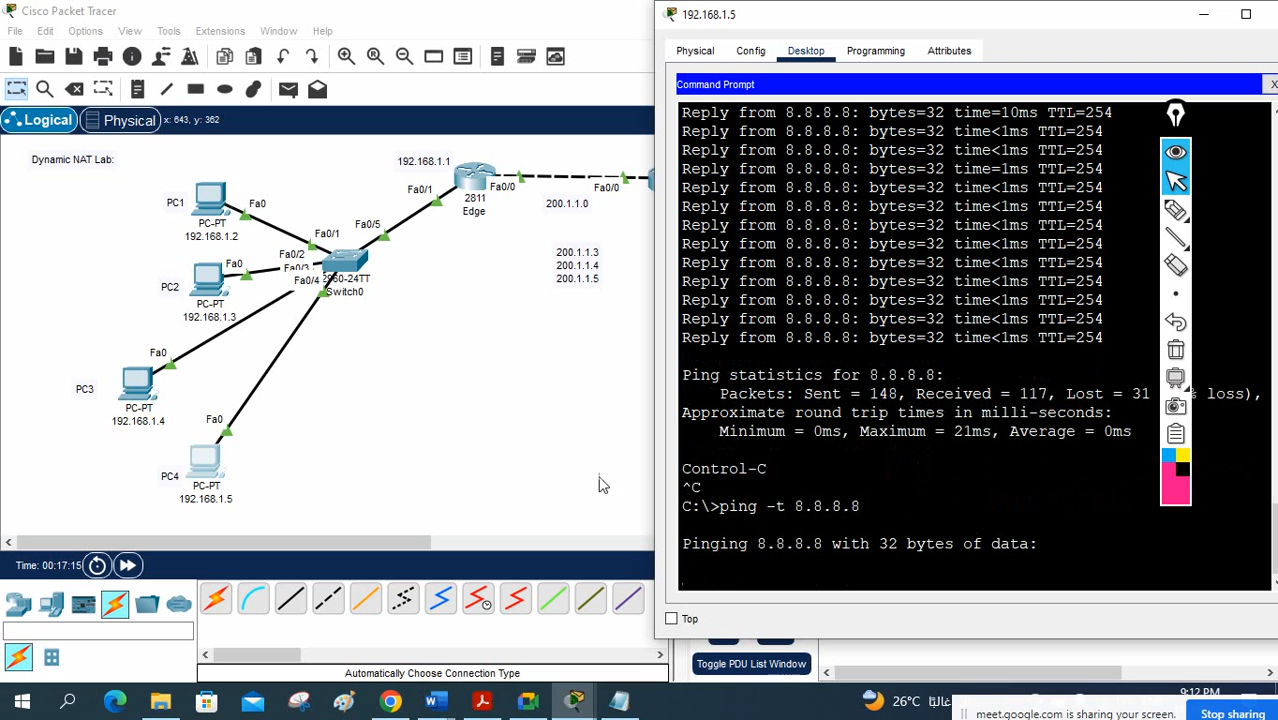 Cisco Packet Tracer
File Edit Options View Tools Extensions Window Help
Logical Physical x: 643, y: 362
Dynamic NAT Lab:
192.168.1.1
PC1
Fa0
PC-PT
192.168.1.2
Fa0/1
Fa0/0
Fa0/0
2811
Edge
200.1.1.0
Fa0/5
Fa0/1
Fa0/2
Fa0/3
Fa0/4
2960-24TT
Switch0
PC2
Fa0
PC-PT
192.168.1.3
200.1.1.3
200.1.1.4
200.1.1.5
PC3
Fa0
PC-PT
192.168.1.4
PC4
Fa0
PC-PT
192.168.1.5
Time: 00:17:15
Automatically Choose Connection Type
192.168.1.5
Physical Config Desktop Programming Attributes
Command Prompt X
Reply from 8.8.8.8: bytes=32 time=10ms TTL=254
Reply from 8.8.8.8: bytes=32 time<1ms TTL=254
Reply from 8.8.8.8: bytes=32 time<1ms TTL=254
Reply from 8.8.8.8: bytes=32 time=1ms TTL=254
Reply from 8.8.8.8: bytes=32 time<1ms TTL=254
Reply from 8.8.8.8: bytes=32 time<1ms TTL=254
Reply from 8.8.8.8: bytes=32 time<1ms TTL=254
Reply from 8.8.8.8: bytes=32 time<1ms TTL=254
Reply from 8.8.8.8: bytes=32 time<1ms TTL=254
Reply from 8.8.8.8: bytes=32 time<1ms TTL=254
Reply from 8.8.8.8: bytes=32 time<1ms TTL=254
Reply from 8.8.8.8: bytes=32 time<1ms TTL=254
Reply from 8.8.8.8: bytes=32 time<1ms TTL=254
Ping statistics for 8.8.8.8:
Packets: Sent = 148, Received = 117, Lost = 31 % loss),
Approximate round trip times in milli-seconds:
Minimum = 0ms, Maximum = 21ms, Average = 0ms
Control-C
^C
C:\>ping -t 8.8.8.8
Pinging 8.8.8.8 with 32 bytes of data:
Top
Toggle PDU List Window
26°C غالبًا
9:12 PM
meet.google.com is sharing your screen. Stop sharing